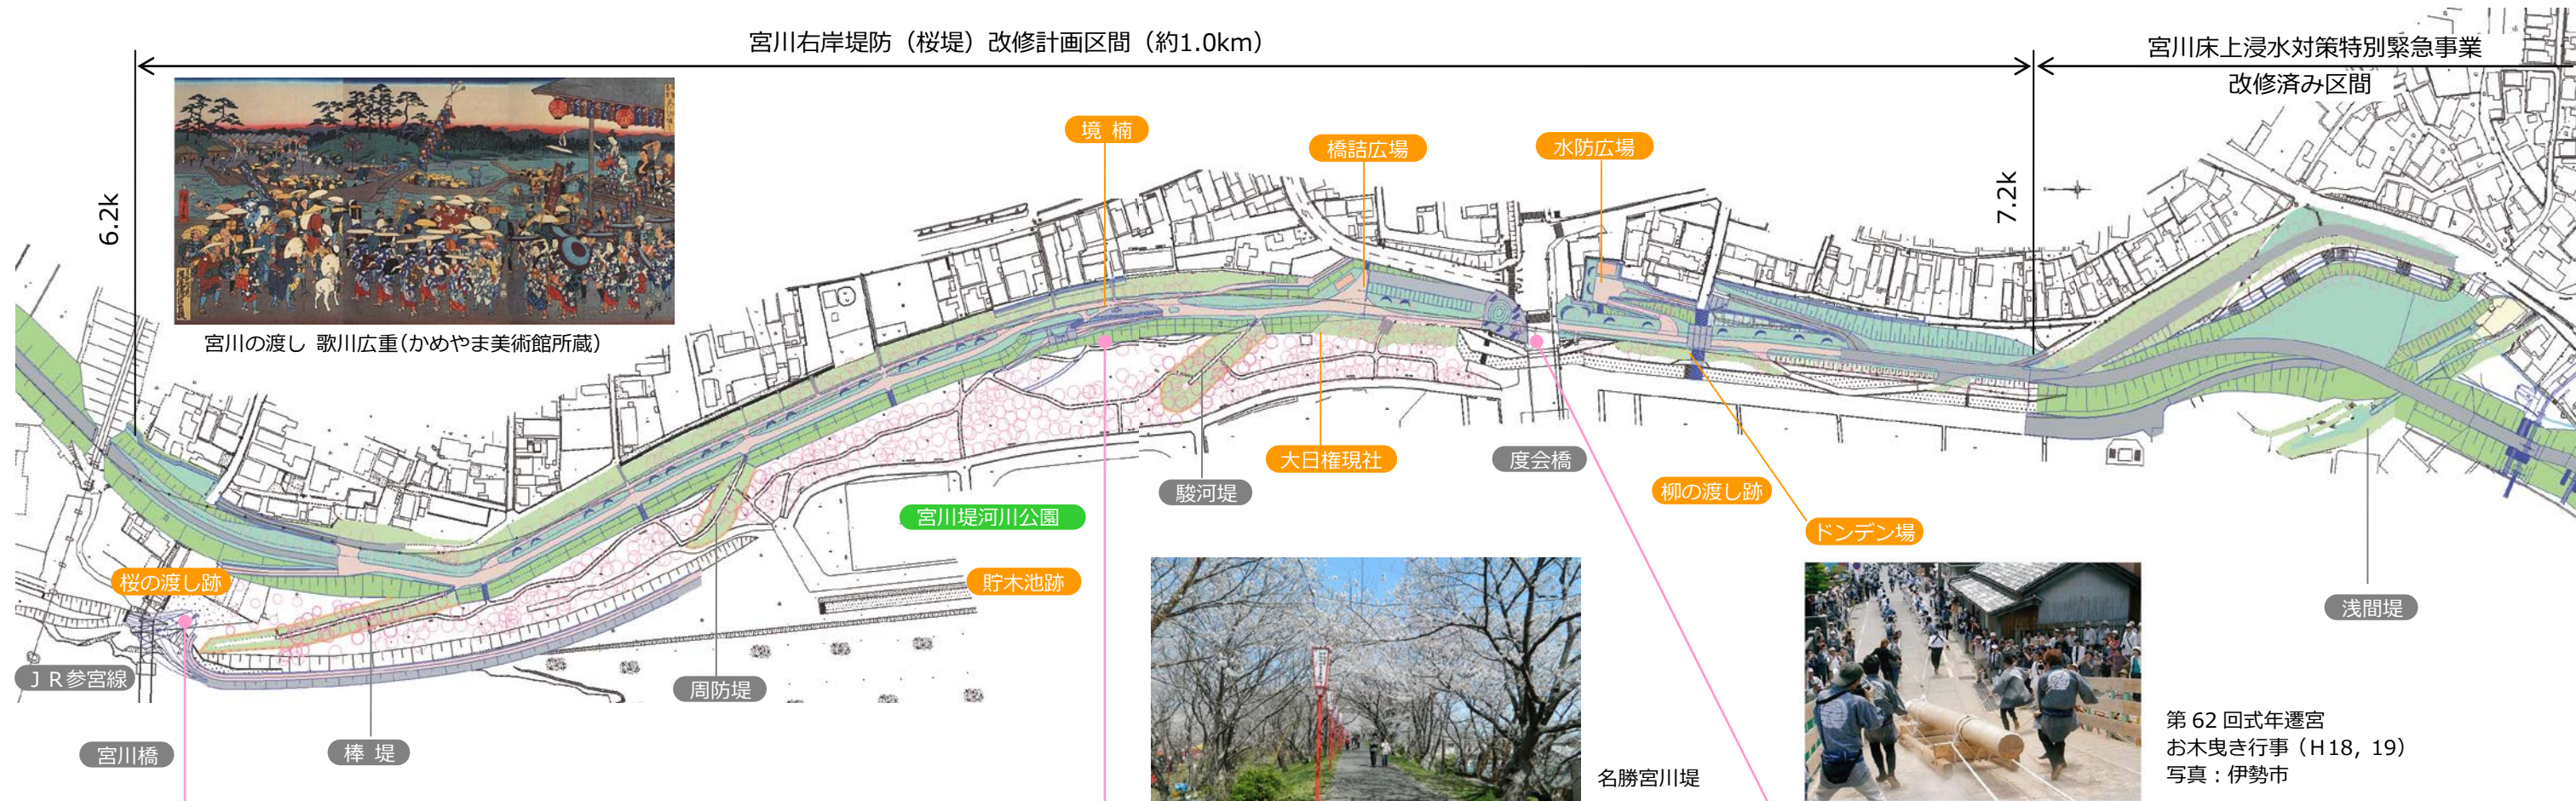 宮川右岸堤防（桜堤）改修計画区間（約1.0km）
宮川床上浸水対策特別緊急事業
改修済み区間
6.2k
7.2k
宮川の渡し 歌川広重（かめやま美術館所蔵）
境 楠
橋詰広場
水防広場
大日権現社
度会橋
駿河堤
柳の渡し跡
宮川堤河川公園
ドンデン場
桜の渡し跡
貯木池跡
浅間堤
ＪＲ参宮線
周防堤
宮川橋
棒 堤
名勝宮川堤
第 62 回式年遷宮
お木曳き行事（Ｈ18，19）
写真：伊勢市